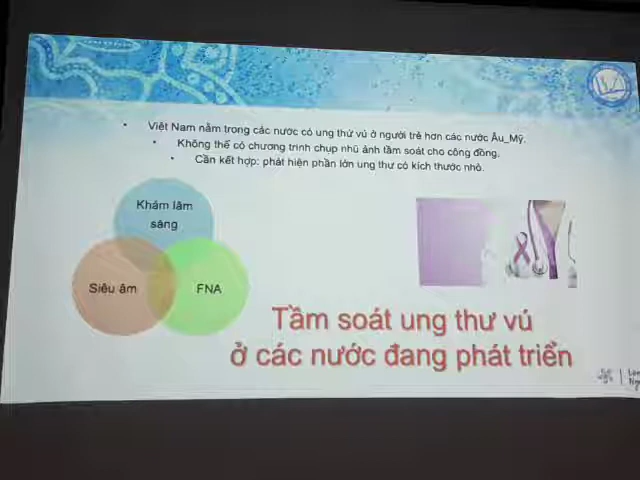 Việt Nam nằm trong các nước có ung thứ vú ở người trẻ hơn các nước Âu_Mỹ.
Không thể có chương trình chụp nhũ ảnh tầm soát cho cộng đồng.
Cần kết hợp: phát hiện phần lớn ung thư có kích thước nhỏ.
Khám lâm
sàng
Siêu âm
FNA
Tầm soát ung thư vú
ở các nước đang phát triển